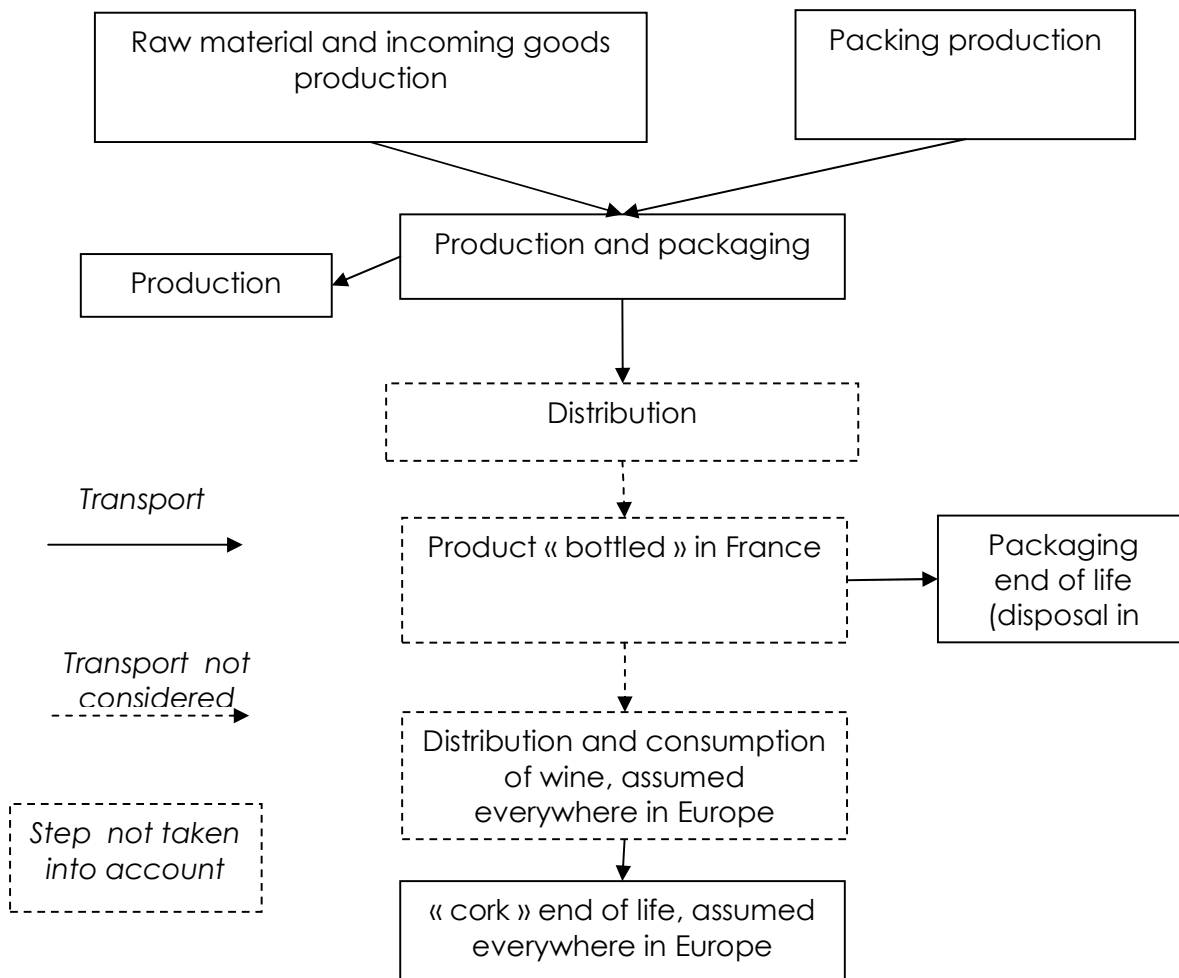 Raw material and incoming goods
production
Packing production
Production and packaging
Production
Distribution
Transport
Product « bottled » in France
Packaging
end of life
(disposal in
Transport not
considered
Distribution and consumption
of wine, assumed
everywhere in Europe
Step not taken
into account
« cork » end of life, assumed
everywhere in Europe